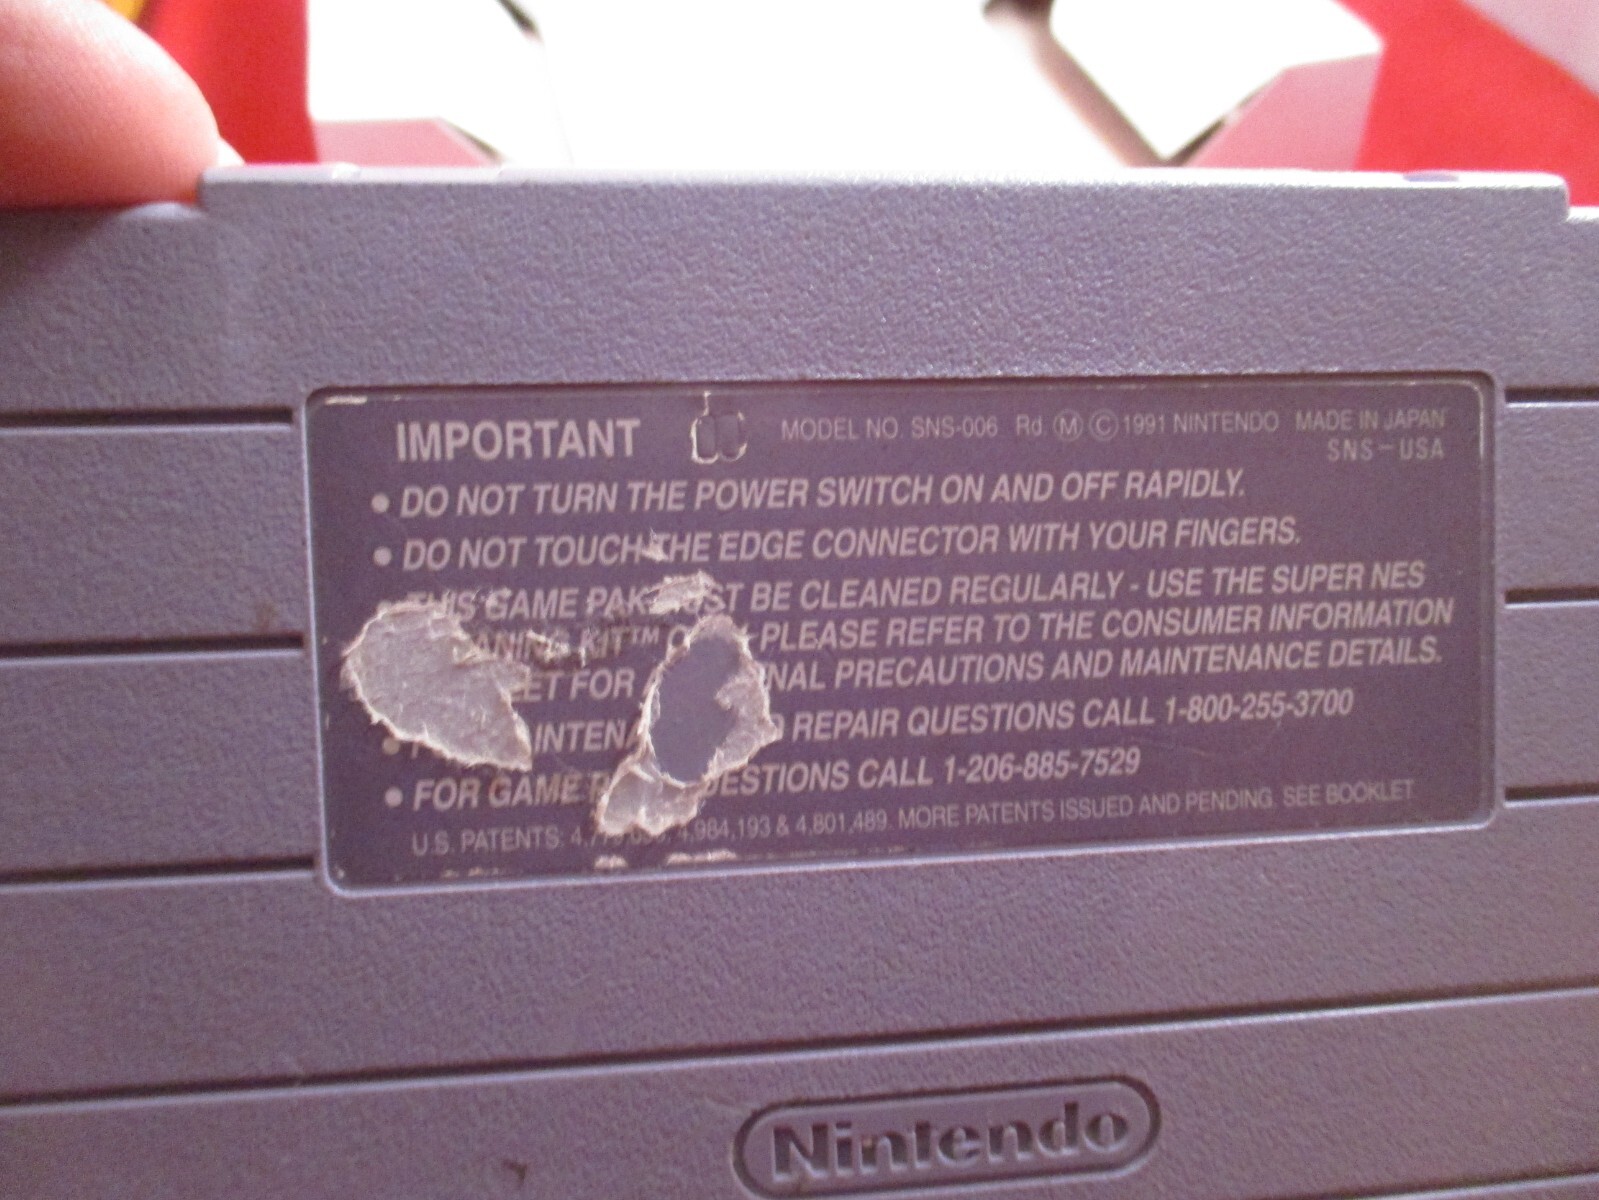 IMPORTANT MODEL NO. SNS-006 Rd. Ⓜ © 1991 NINTENDO MADE IN JAPAN
SNS-USA
• DO NOT TURN THE POWER SWITCH ON AND OFF RAPIDLY.
• DO NOT TOUCH THE EDGE CONNECTOR WITH YOUR FINGERS.
THIS GAME PAK MUST BE CLEANED REGULARLY - USE THE SUPER NES
KIT™ PLEASE REFER TO THE CONSUMER INFORMATION
FOR PRECAUTIONS AND MAINTENANCE DETAILS.
• REPAIR QUESTIONS CALL 1-800-255-3700
• FOR GAME CALL 1-206-885-7529
U.S. PATENTS: 4,984,193 & 4,801,489. MORE PATENTS ISSUED AND PENDING. SEE BOOKLET
Nintendo